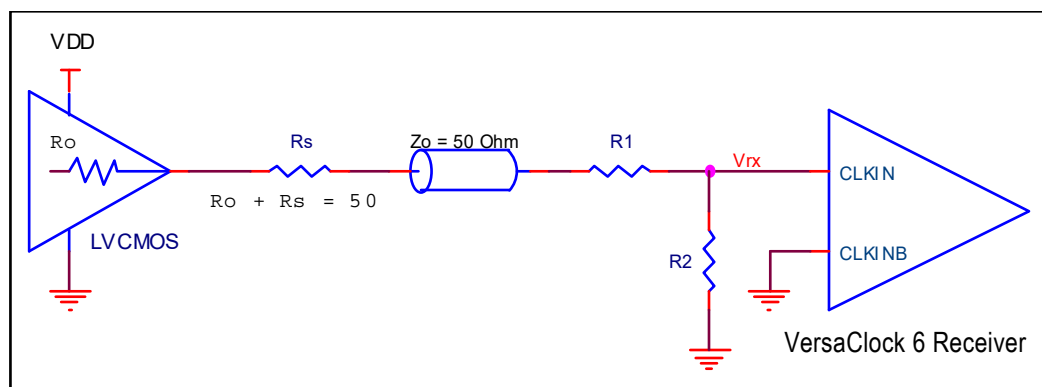 VDD
Ro
Rs
Zo = 50 Ohm
R1
Vrx
CLKIN
Ro + Rs = 50
LVCMOS
R2
CLKINB
VersaClock 6 Receiver